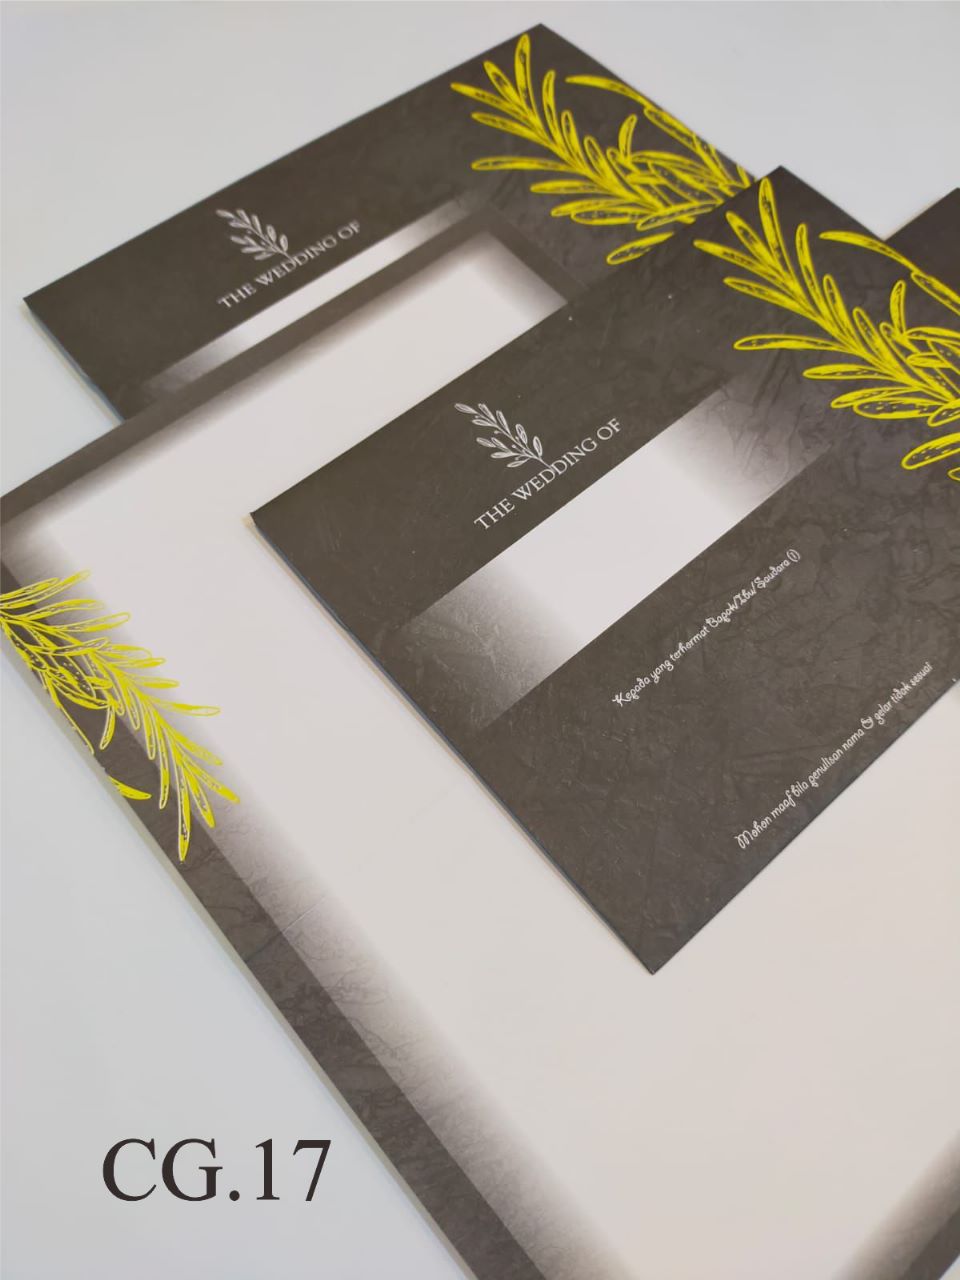 THE WEDDING OF
THE WEDDING OF
Kepada yang terhormat Bapak/Ibu/Saudara (i)
Mohon maaf bila penulisan nama & gelar tidak sesuai
CG.17